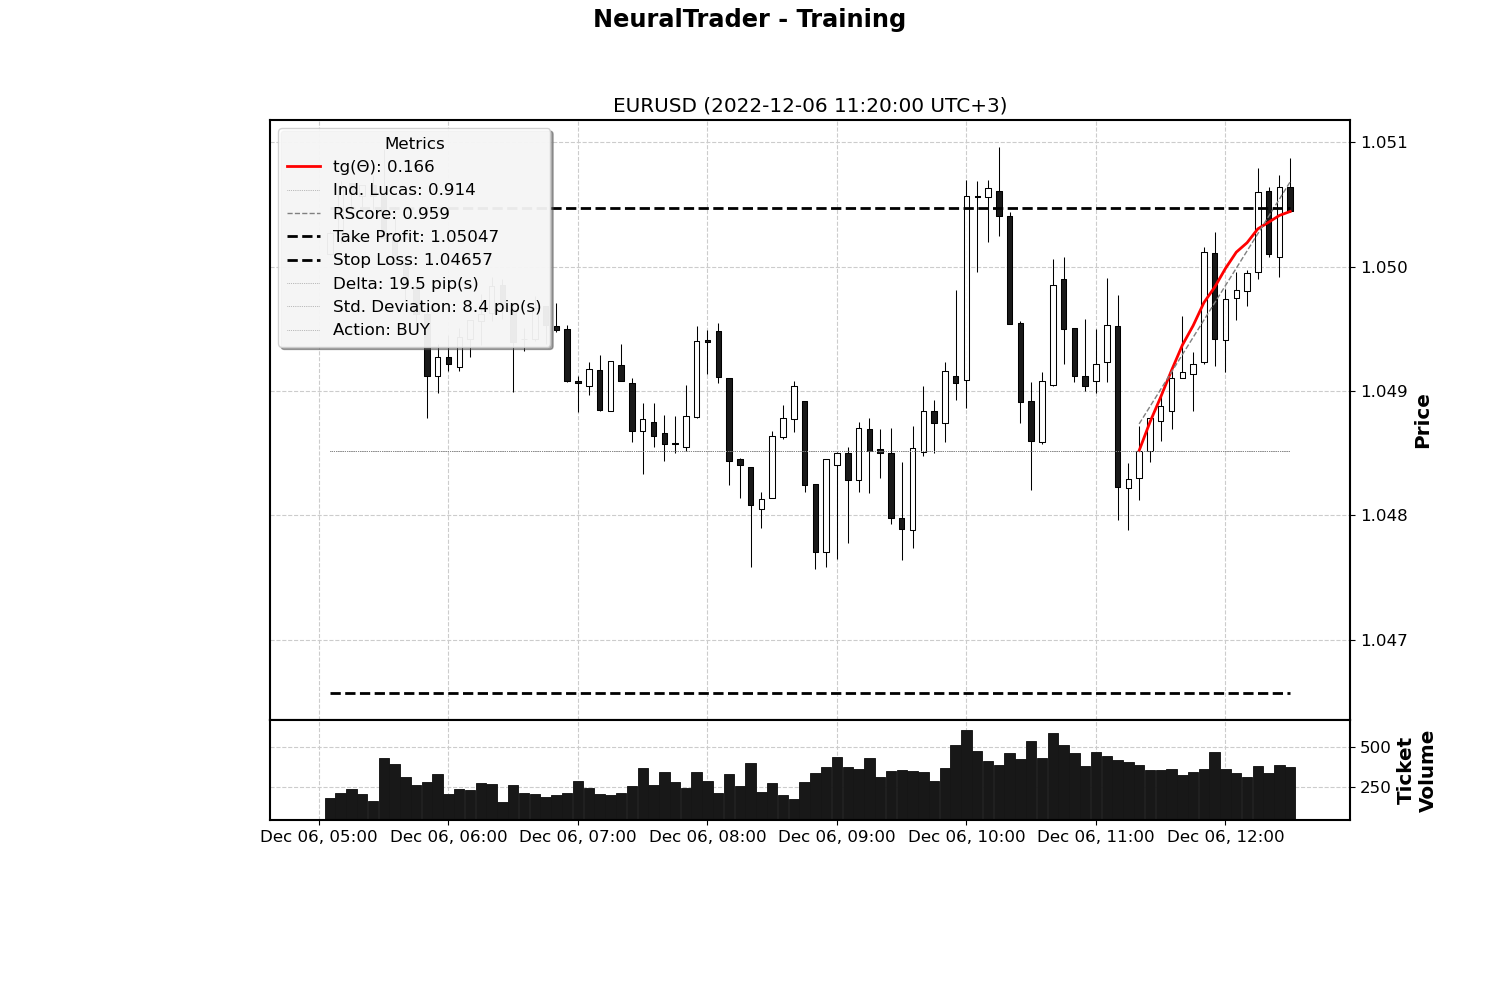 NeuralTrader - Training
EURUSD (2022-12-06 11:20:00 UTC+3)
Metrics
tg(Θ): 0.166
Ind. Lucas: 0.914
RScore: 0.959
Take Profit: 1.05047
Stop Loss: 1.04657
Delta: 19.5 pip(s)
Std. Deviation: 8.4 pip(s)
Action: BUY
1.051
1.050
1.049
1.048
1.047
Price
500
250
Ticket
Volume
Dec 06, 05:00 Dec 06, 06:00 Dec 06, 07:00 Dec 06, 08:00 Dec 06, 09:00 Dec 06, 10:00 Dec 06, 11:00 Dec 06, 12:00